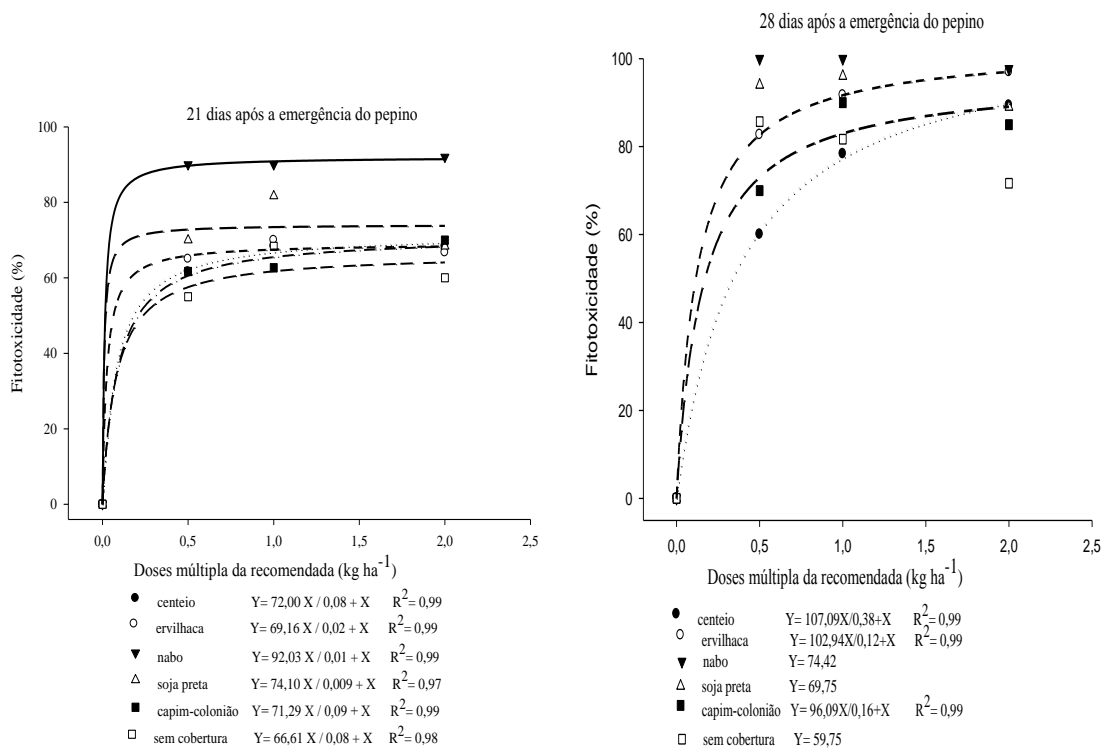 21 dias após a emergência do pepino
Fitotoxicidade (%)
100
80
60
40
20
0
0,0 0,5 1,0 2,0 2,5
Doses múltipla da recomendada (kg ha-1)
centeio Y= 72,00 X / 0,08 + X R2= 0,99
ervilhaca Y= 69,16 X / 0,02 + X R2= 0,99
nabo Y= 92,03 X / 0,01 + X R2= 0,99
soja preta Y= 74,10 X / 0,009 + X R2= 0,97
capim-colonião Y= 71,29 X / 0,09 + X R2= 0,99
sem cobertura Y= 66,61 X / 0,08 + X R2= 0,98
28 dias após a emergência do pepino
Fitotoxicidade (%)
100
80
60
40
20
0
0,0 0,5 1,0 1,5 2,0 2,5
Doses múltipla da recomendada (kg ha-1)
centeio Y= 107,09X/0,38+X R2= 0,99
ervilhaca Y= 102,94X/0,12+X R2= 0,99
nabo Y= 74,42
soja preta Y= 69,75
capim-colonião Y= 96,09X/0,16+X R2= 0,99
sem cobertura Y= 59,75